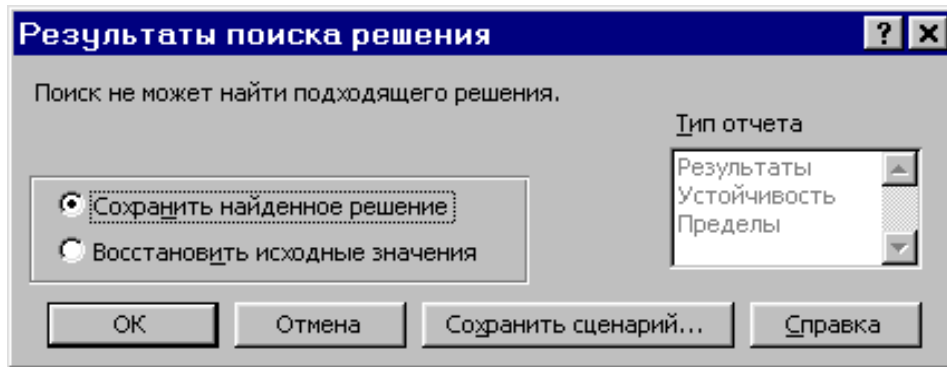 Результаты поиска решения
Поиск не может найти подходящего решения.
Тип отчета
Результаты
Устойчивость
Пределы
Сохранить найденное решение
Восстановить исходные значения
ОК Отмена Сохранить сценарий... Справка